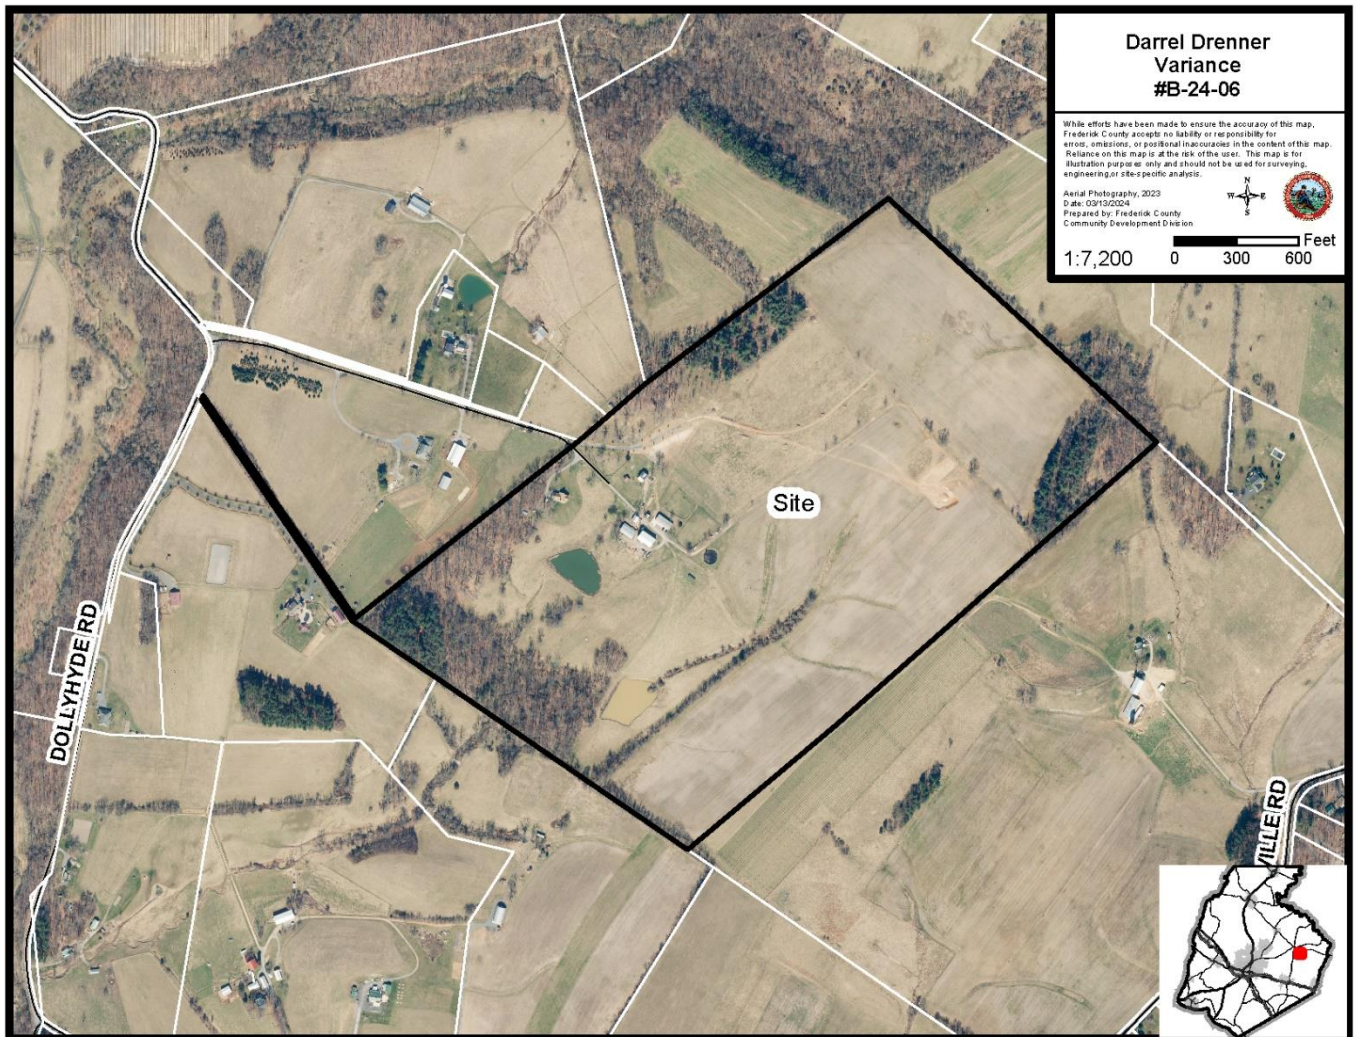 Darrel Drenner
Variance
#B-24-06
While efforts have been made to ensure the accuracy of this map,
Frederick County accepts no liability or responsibility for
errors, omissions, or positional inaccuracies in the content of this map.
Reliance on this map is at the risk of the user. This map is for
illustration purposes only and should not be used for surveying,
engineering,or site-specific analysis.
Aerial Photography, 2023
Date: 03/13/2024
Prepared by: Frederick County
Community Development Division
N
W E
S
Feet
1:7,200 0 300 600
Site
DOLLYHYDE RD
VILLE RD